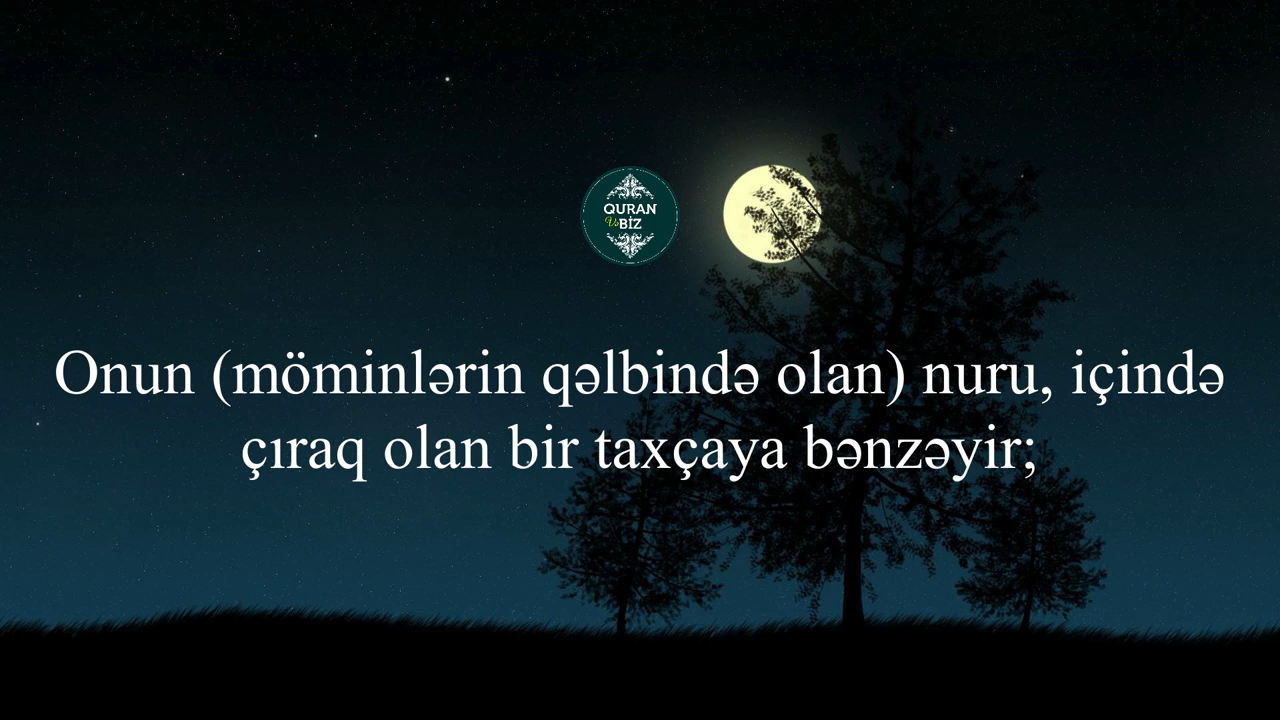 QURAN
Və BİZ
Onun (möminlərin qəlbində olan) nuru, içində
çıraq olan bir taxçaya bənzəyir;